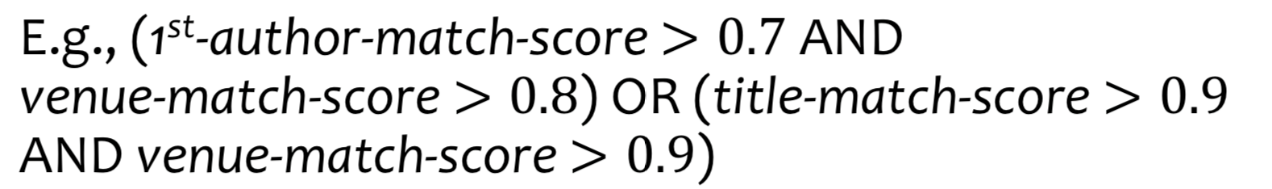 E.g., (1st-author-match-score > 0.7 AND
venue-match-score > 0.8) OR (title-match-score > 0.9
AND venue-match-score > 0.9)